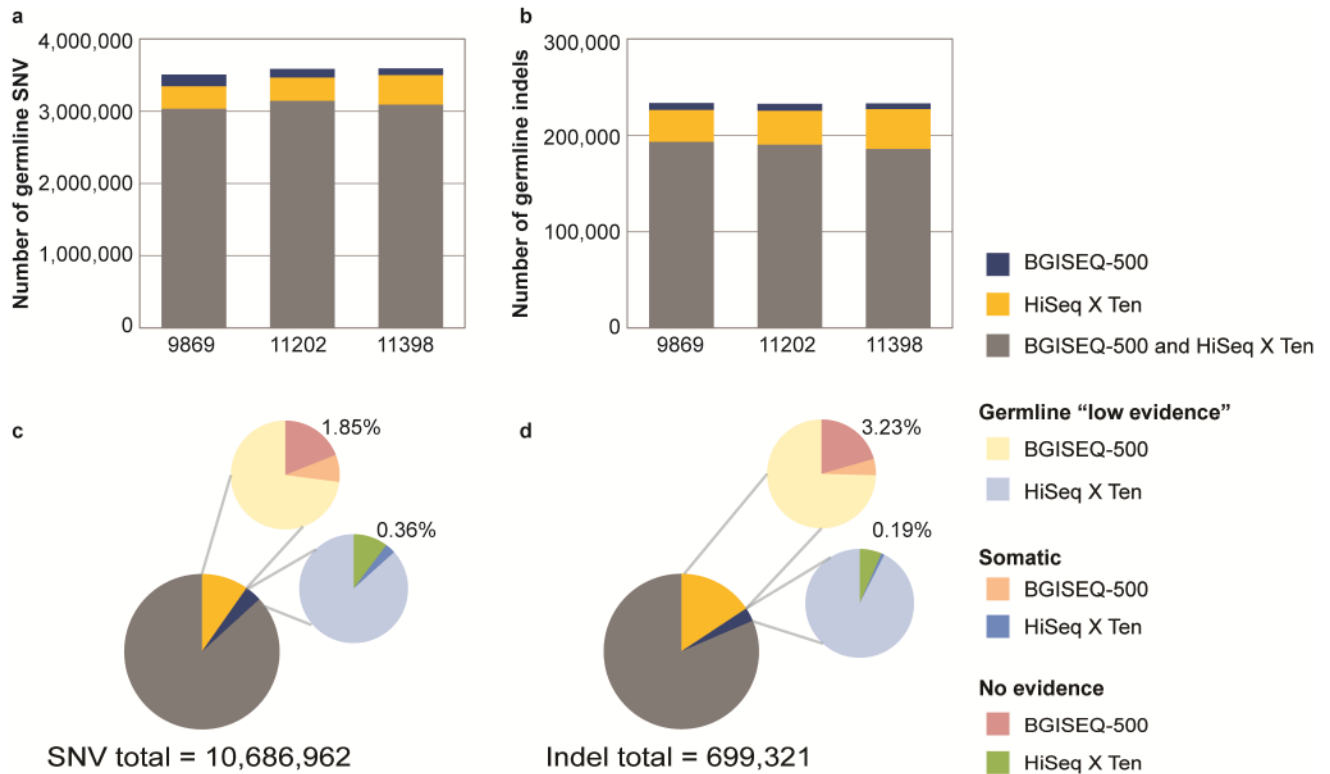 a
Number of germline SNV
4,000,000
3,000,000
2,000,000
1,000,000
0
9869 11202 11398
b
Number of germline indels
300,000
200,000
100,000
0
9869 11202 11398
BGISEQ-500
HiSeq X Ten
BGISEQ-500 and HiSeq X Ten
c
1.85%
0.36%
SNV total = 10,686,962
d
3.23%
0.19%
Indel total = 699,321
Germline “low evidence”
BGISEQ-500
HiSeq X Ten
Somatic
BGISEQ-500
HiSeq X Ten
No evidence
BGISEQ-500
HiSeq X Ten